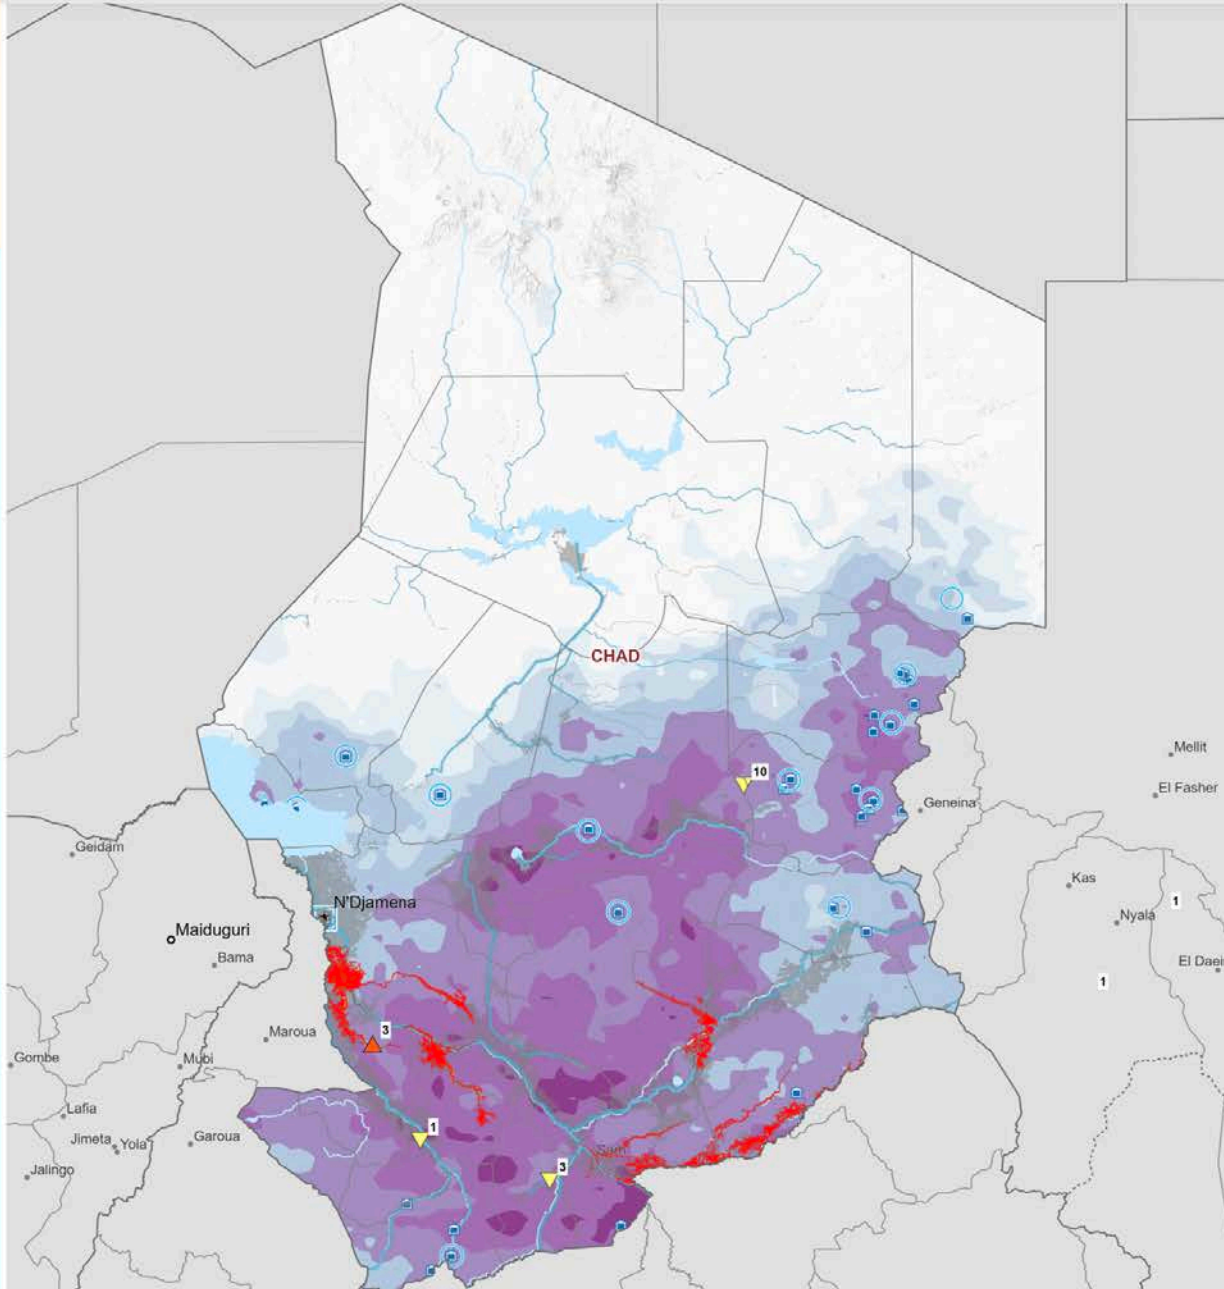 CHAD
Mellit
10
El Fasher
Geneina
Geidam
Kas
N'Djamena
1
Nyala
Maiduguri
Bama
El Daei
1
3
Maroua
Gombe
Mubi
Lafia
1
Jimeta
Yola
Garoua
Sarh
3
Jalingo